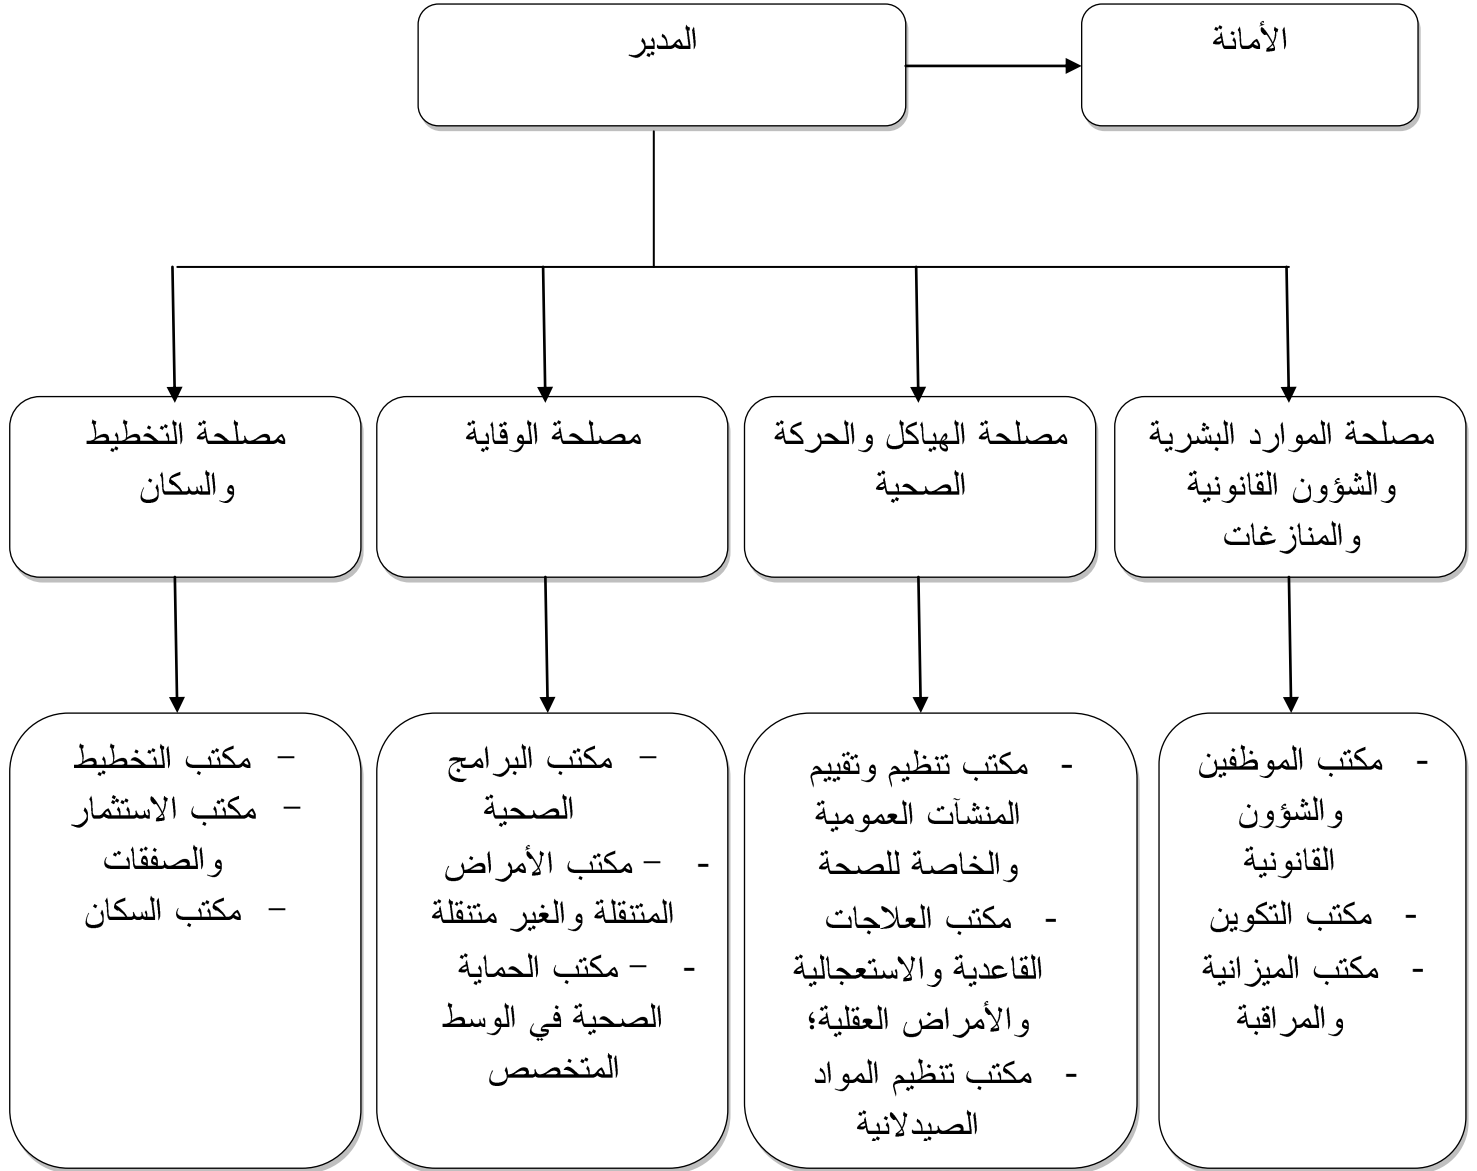 المدير
الأمانة
مصلحة الموارد البشرية
والشؤون القانونية
والمنازغات
مصلحة الهياكل والحركة
الصحية
مصلحة الوقاية
مصلحة التخطيط
والسكان
- مكتب الموظفين
والشؤون
القانونية
- مكتب التكوين
- مكتب الميزانية
والمراقبة
- مكتب تنظيم وتقييم
المنشآت العمومية
والخاصة للصحة
- مكتب العلاجات
القاعدية والاستعجالية
والأمراض العقلية؛
- مكتب تنظيم المواد
الصيدلانية
– مكتب البرامج
الصحية
- – مكتب الأمراض
المتنقلة والغير متنقلة
- – مكتب الحماية
الصحية في الوسط
المتخصص
– مكتب التخطيط
– مكتب الاستثمار
والصفقات
– مكتب السكان